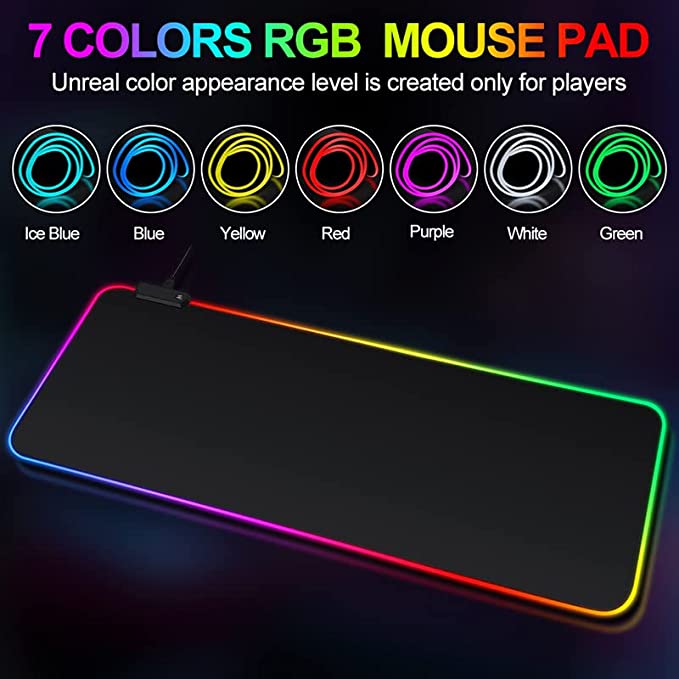 7 COLORS RGB MOUSE PAD
Unreal color appearance level is created only for players
Ice Blue Blue Yellow Red Purple White Green